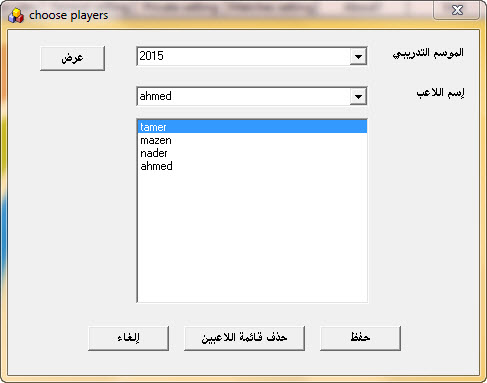 choose players
الموسم التدريبي 2015 عرض
إسم اللاعب ahmed
tamer
mazen
nader
ahmed
حفظ حذف قائمة اللاعبين إلغاء